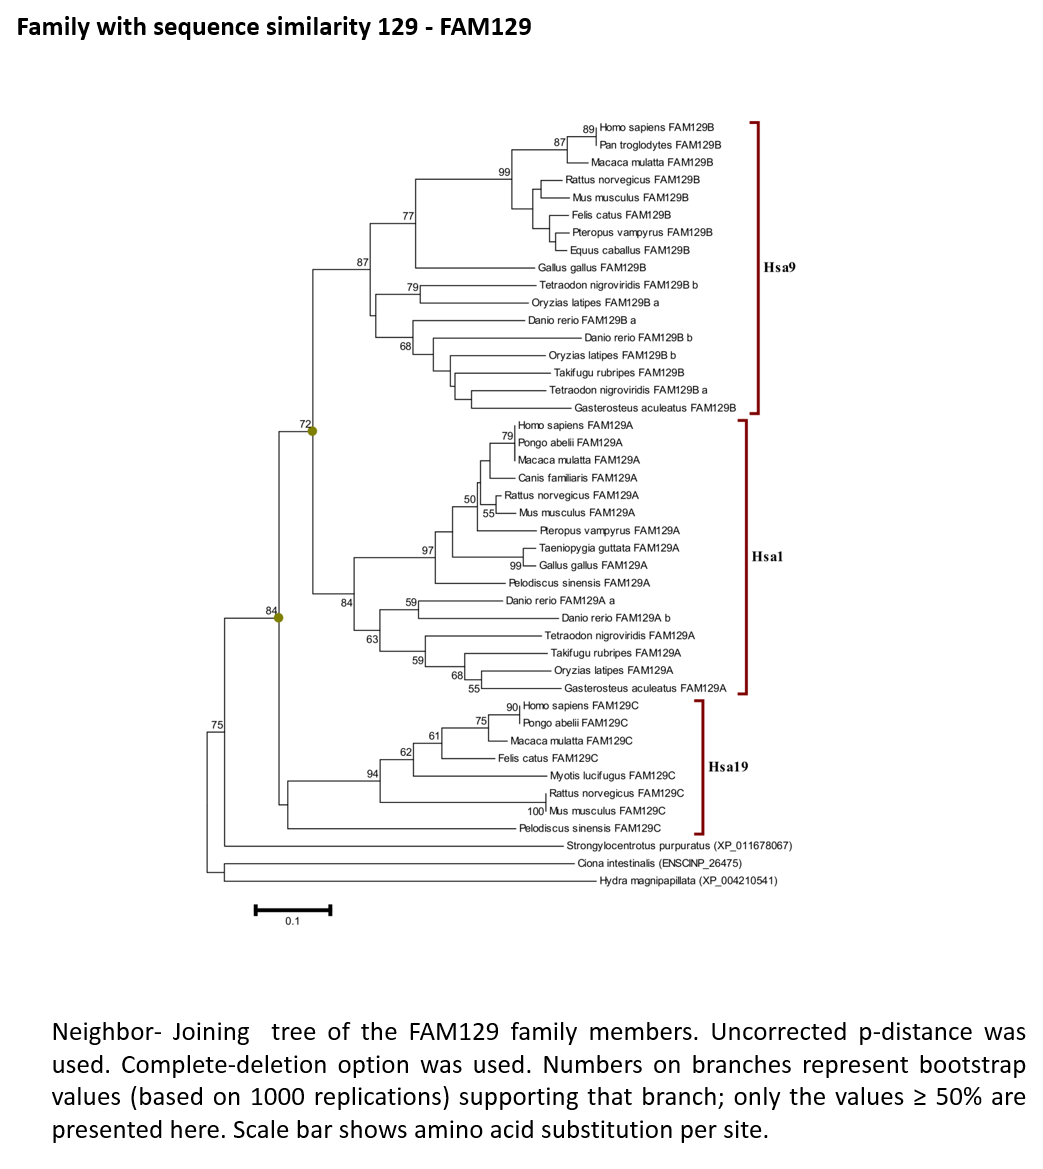 Family with sequence similarity 129 - FAM129
89
Homo sapiens FAM129B
87
Pan troglodytes FAM129B
Macaca mulatta FAM129B
99
Rattus norvegicus FAM129B
Mus musculus FAM129B
77
Felis catus FAM129B
Pteropus vampyrus FAM129B
Equus caballus FAM129B
87
Gallus gallus FAM129B
Hsa9
79
Tetraodon nigroviridis FAM129B b
Oryzias latipes FAM129B a
Danio rerio FAM129B a
68
Danio rerio FAM129B b
Oryzias latipes FAM129B b
Takifugu rubripes FAM129B
Tetraodon nigroviridis FAM129B a
Gasterosteus aculeatus FAM129B
72
Homo sapiens FAM129A
79
Pongo abelii FAM129A
Macaca mulatta FAM129A
Canis familiaris FAM129A
50
Rattus norvegicus FAM129A
55
Mus musculus FAM129A
Pteropus vampyrus FAM129A
97
Taeniopygia guttata FAM129A
Hsa1
99
Gallus gallus FAM129A
Pelodiscus sinensis FAM129A
84
59
Danio rerio FAM129A a
84
Danio rerio FAM129A b
63
Tetraodon nigroviridis FAM129A
59
Takifugu rubripes FAM129A
68
Oryzias latipes FAM129A
55
Gasterosteus aculeatus FAM129A
90
Homo sapiens FAM129C
75
75
Pongo abelii FAM129C
61
Macaca mulatta FAM129C
62
Felis catus FAM129C
94
Myotis lucifugus FAM129C
Hsa19
Rattus norvegicus FAM129C
100
Mus musculus FAM129C
Pelodiscus sinensis FAM129C
Strongylocentrotus purpuratus (XP_011678067)
Ciona intestinalis (ENSCINP_26475)
Hydra magnipapillata (XP_004210541)
0.1
Neighbor- Joining tree of the FAM129 family members. Uncorrected p-distance was
used. Complete-deletion option was used. Numbers on branches represent bootstrap
values (based on 1000 replications) supporting that branch; only the values ≥ 50% are
presented here. Scale bar shows amino acid substitution per site.